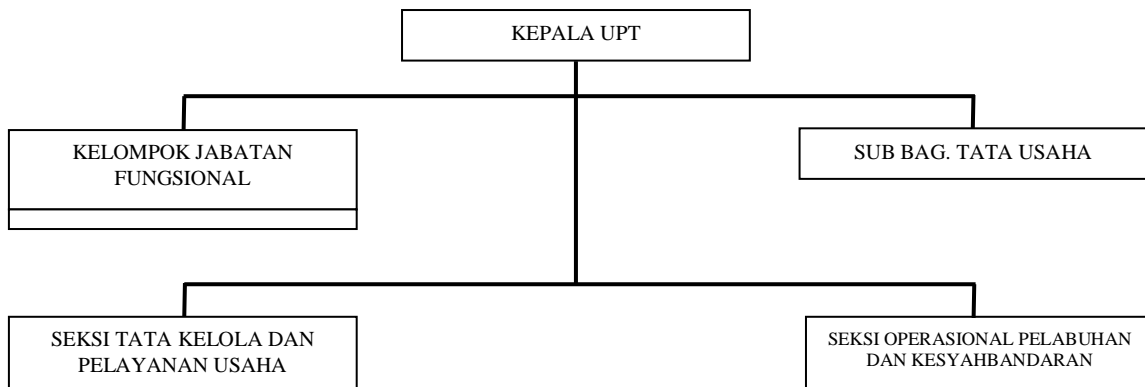 KEPALA UPT
KELOMPOK JABATAN
FUNGSIONAL
SUB BAG. TATA USAHA
SEKSI TATA KELOLA DAN
PELAYANAN USAHA
SEKSI OPERASIONAL PELABUHAN
DAN KESYAHBANDARAN